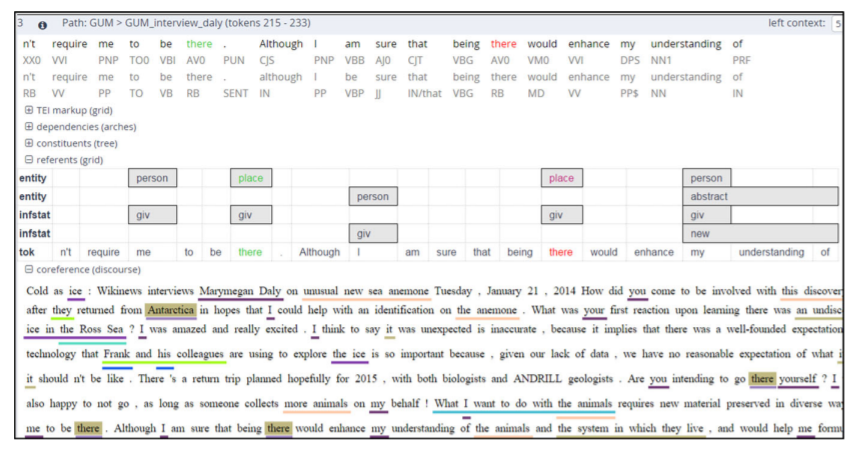 3 Path: GUM > GUM_interview_daly (tokens 215 - 233) left context: 5
n't require me to be there . Although I am sure that being there would enhance my understanding of
XX0 VVI PNP TO0 VBI AV0 PUN CJS PNP VBB AJ0 CJT VBG AV0 VM0 VVI DPS NN1 PRF
n't require me to be there . although I be sure that being there would enhance my understanding of
RB VV PP TO VB RB SENT IN PP VBP JJ IN/that VBG RB MD VV PP$ NN IN
TEI markup (grid)
dependencies (arches)
constituents (tree)
referents (grid)
entity person place place person
entity person abstract
infstat giv giv giv giv
infstat giv new
tok n't require me to be there . Although I am sure that being there would enhance my understanding of
coreference (discourse)
Cold as ice : Wikinews interviews Marymegan Daly on unusual new sea anemone Tuesday , January 21 , 2014 How did you come to be involved with this discover
after they returned from Antarctica in hopes that I could help with an identification on the anemone . What was your first reaction upon learning there was an undisc
ice in the Ross Sea ? I was amazed and really excited . I think to say it was unexpected is inaccurate , because it implies that there was a well-founded expectation
technology that Frank and his colleagues are using to explore the ice is so important because , given our lack of data , we have no reasonable expectation of what i
it should n't be like . There 's a return trip planned hopefully for 2015 , with both biologists and ANDRILL geologists . Are you intending to go there yourself ? I
also happy to not go , as long as someone collects more animals on my behalf ! What I want to do with the animals requires new material preserved in diverse way
me to be there . Although I am sure that being there would enhance my understanding of the animals and the system in which they live , and would help me formu